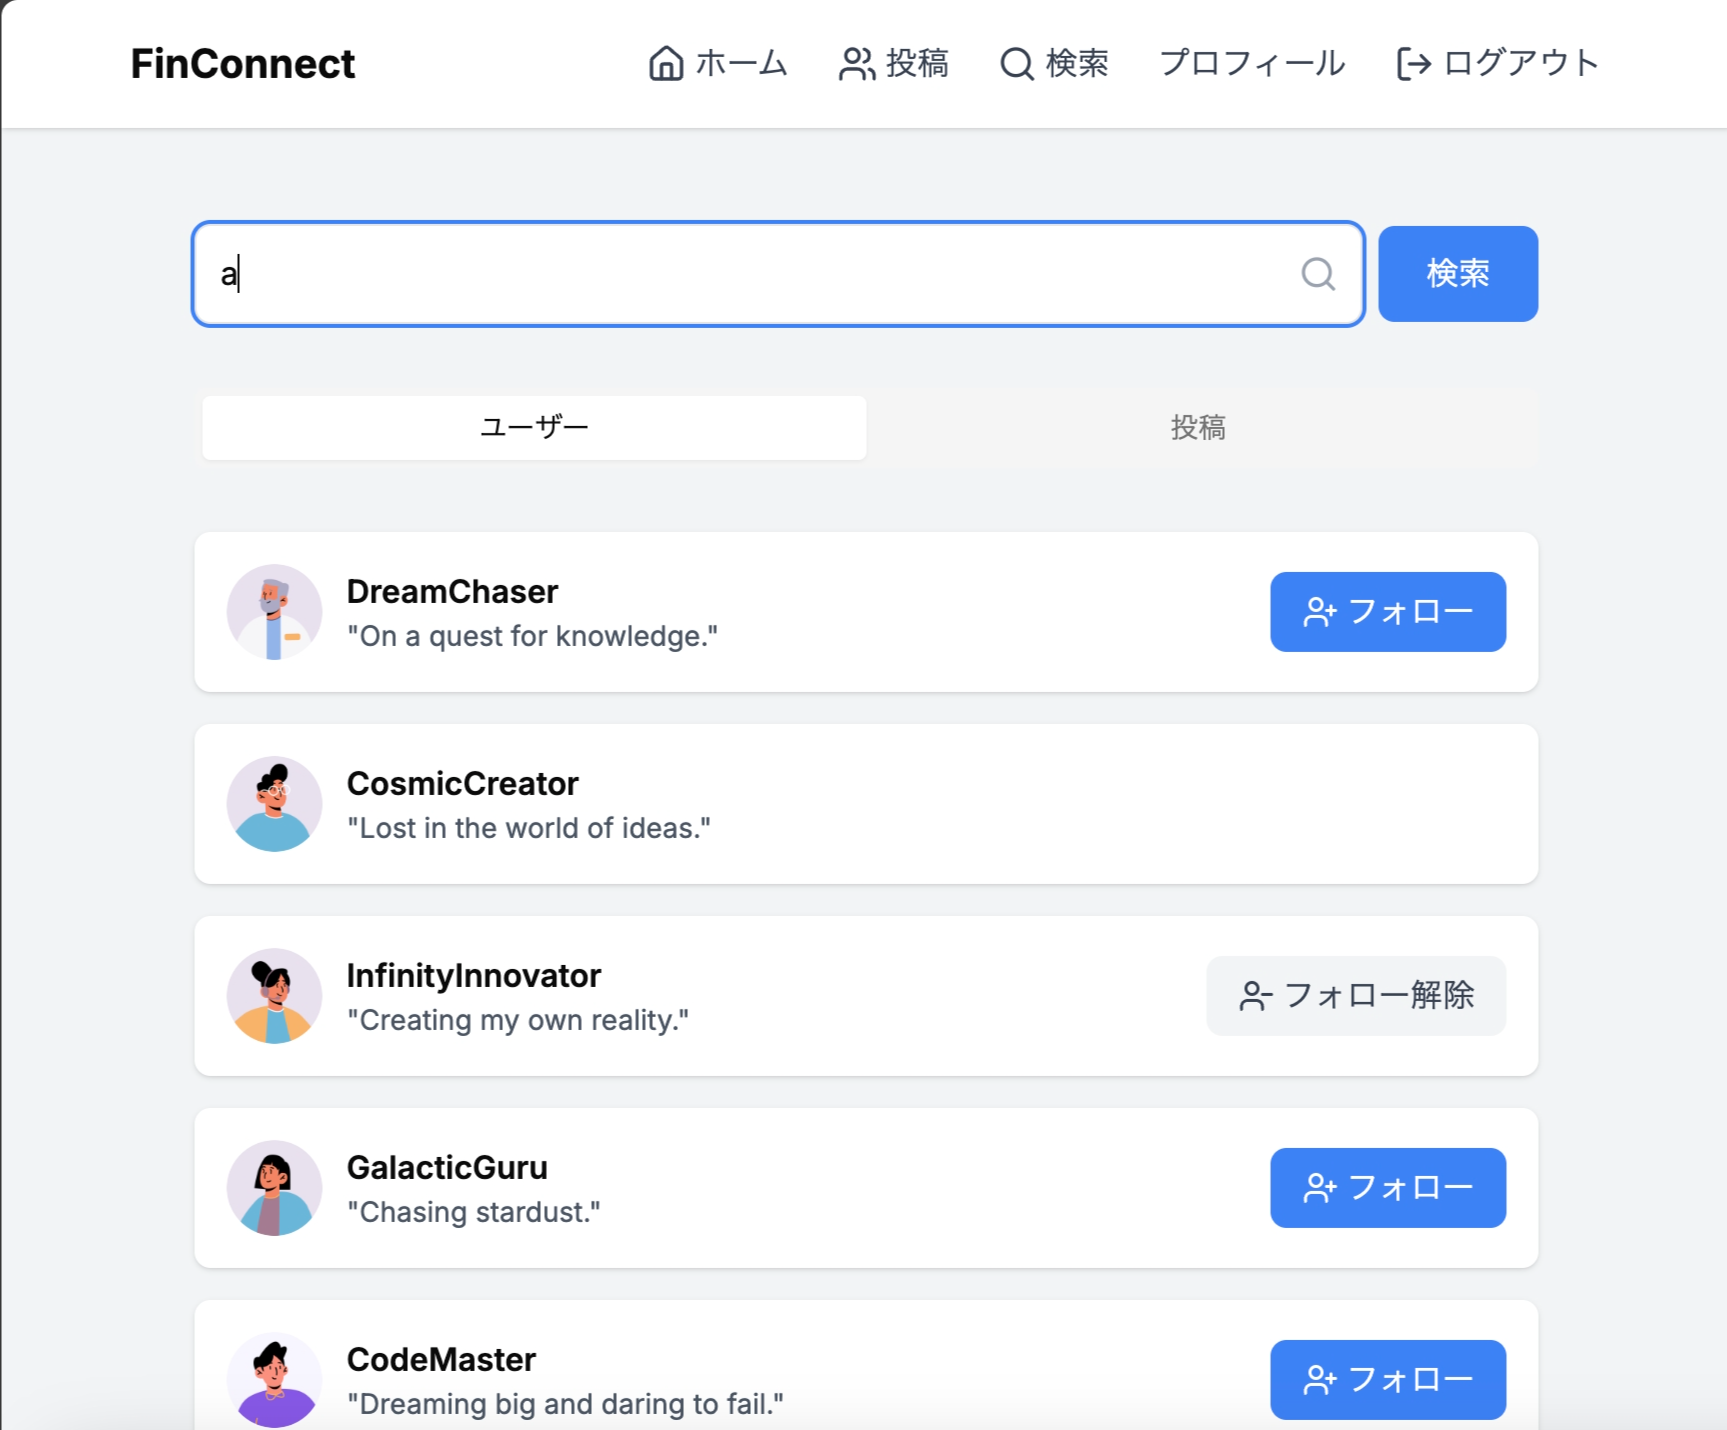 FinConnect
ホーム
投稿
検索
プロフィール
ログアウト
a
検索
ユーザー
投稿
DreamChaser
"On a quest for knowledge."
フォロー
CosmicCreator
"Lost in the world of ideas."
InfinityInnovator
"Creating my own reality."
フォロー解除
GalacticGuru
"Chasing stardust."
フォロー
CodeMaster
"Dreaming big and daring to fail."
フォロー